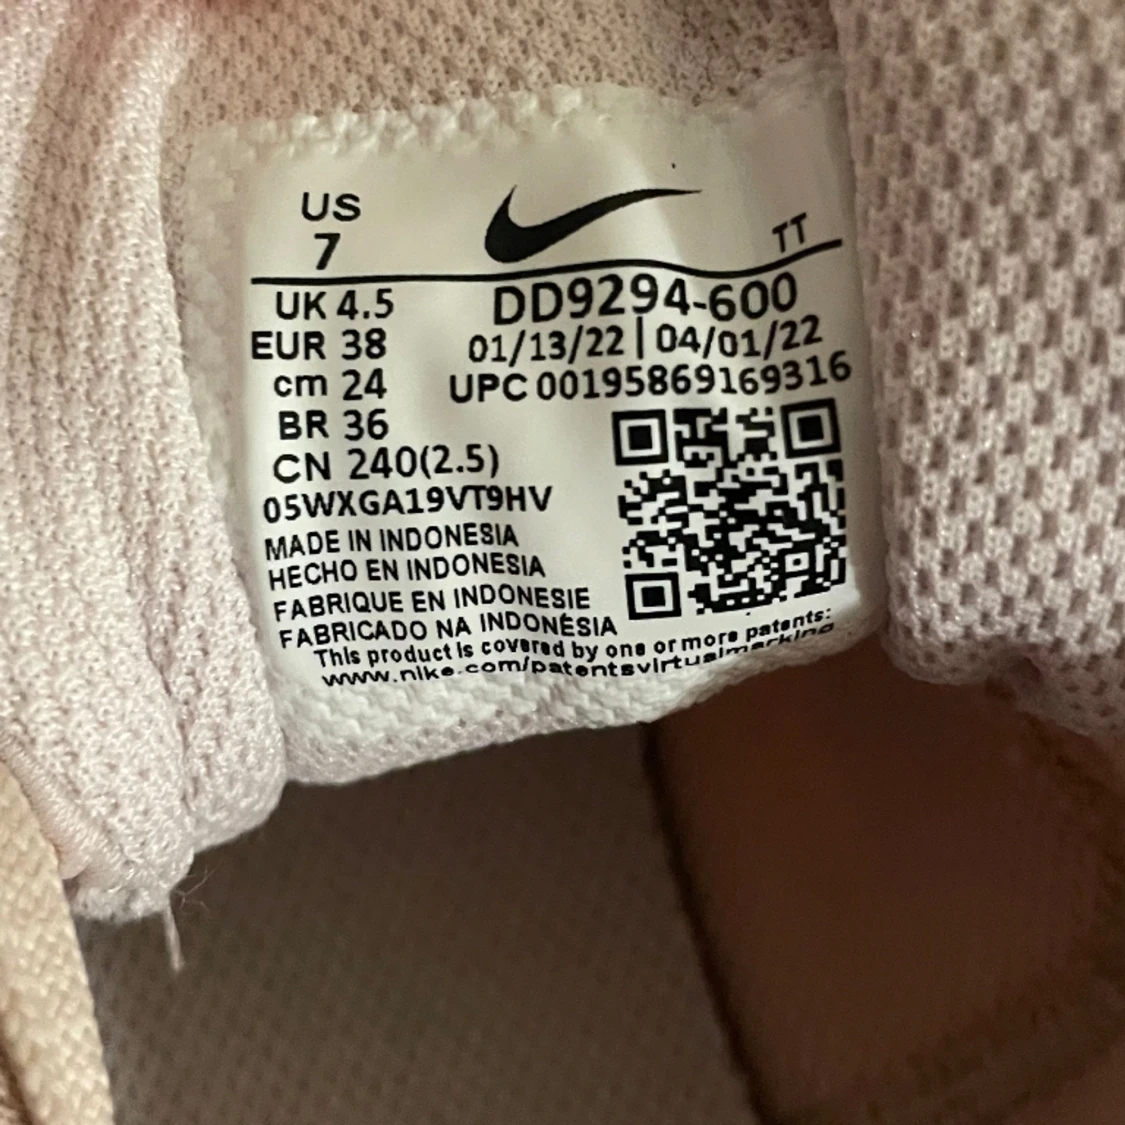 US
7
TT
UK 4.5
EUR 38
cm 24
BR 36
CN 240(2.5)
DD9294-600
01/13/22 | 04/01/22
UPC 00195869169316
05WXGA19VT9HV
MADE IN INDONESIA
HECHO EN INDONESIA
FABRIQUE EN INDONESIE
FABRICADO NA INDONÉSIA
This product is covered by one or more patents:
www.nike.com/patentsvirtualmarking